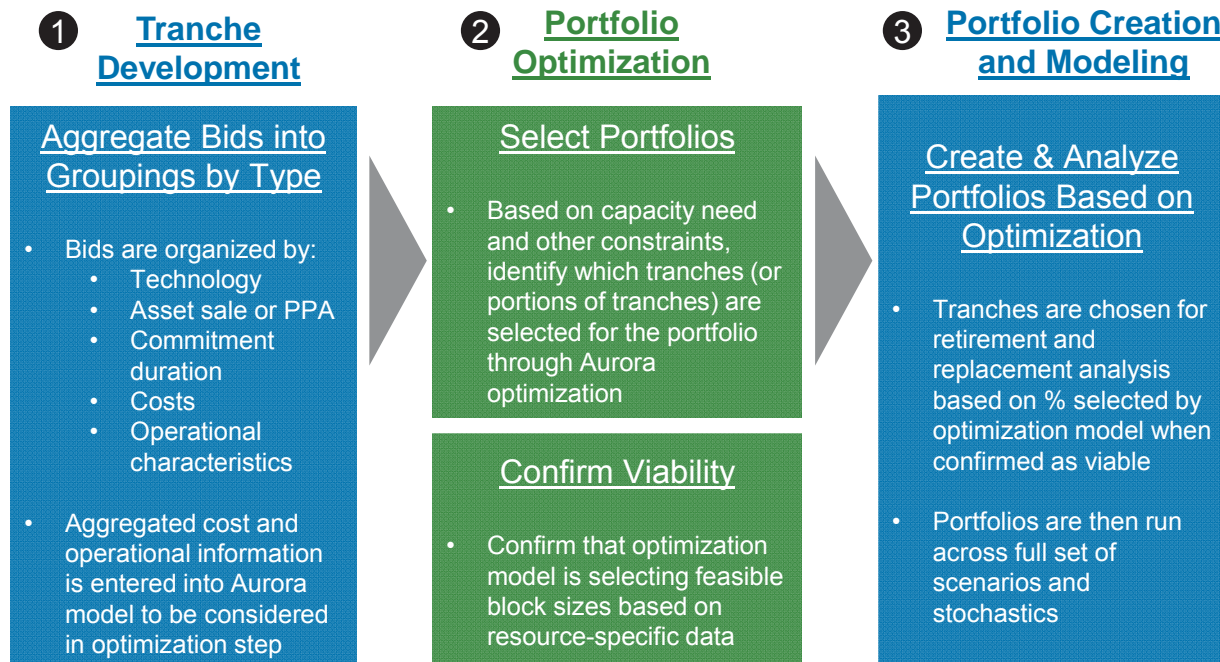 1
Tranche
Development
Aggregate Bids into
Groupings by Type
• Bids are organized by:
• Technology
• Asset sale or PPA
• Commitment
duration
• Costs
• Operational
characteristics
• Aggregated cost and
operational information
is entered into Aurora
model to be considered
in optimization step
2
Portfolio
Optimization
Select Portfolios
• Based on capacity need
and other constraints,
identify which tranches (or
portions of tranches) are
selected for the portfolio
through Aurora
optimization
Confirm Viability
• Confirm that optimization
model is selecting feasible
block sizes based on
resource-specific data
3
Portfolio Creation
and Modeling
Create & Analyze
Portfolios Based on
Optimization
• Tranches are chosen for
retirement and
replacement analysis
based on % selected by
optimization model when
confirmed as viable
• Portfolios are then run
across full set of
scenarios and
stochastics